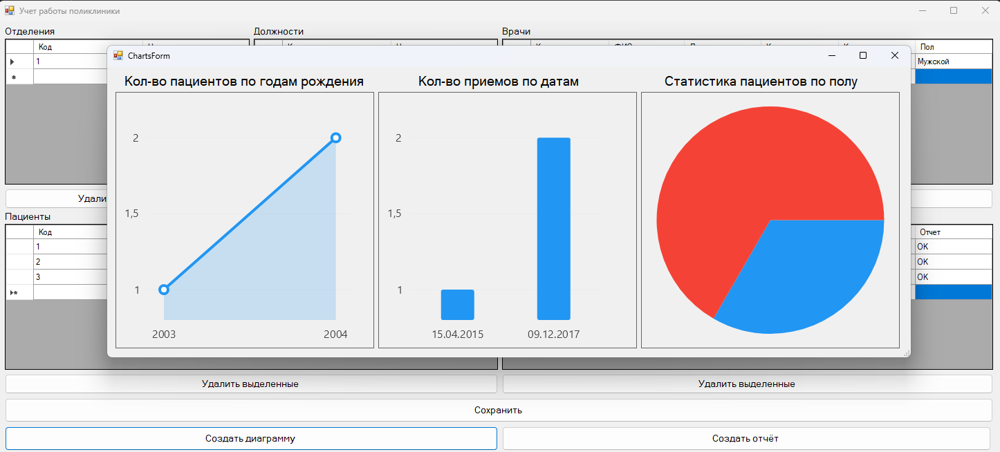 Учет работы поликлиники
Отделения
Должности
Врачи
Код
Пол
1
Мужской
ChartsForm
Кол-во пациентов по годам рождения
Кол-во приемов по датам
Статистика пациентов по полу
2
1,5
1
2003
2004
2
1,5
1
15.04.2015
09.12.2017
Пациенты
Код
Отчет
1
OK
2
OK
3
OK
Удалить выделенные
Удалить выделенные
Сохранить
Создать диаграмму
Создать отчёт